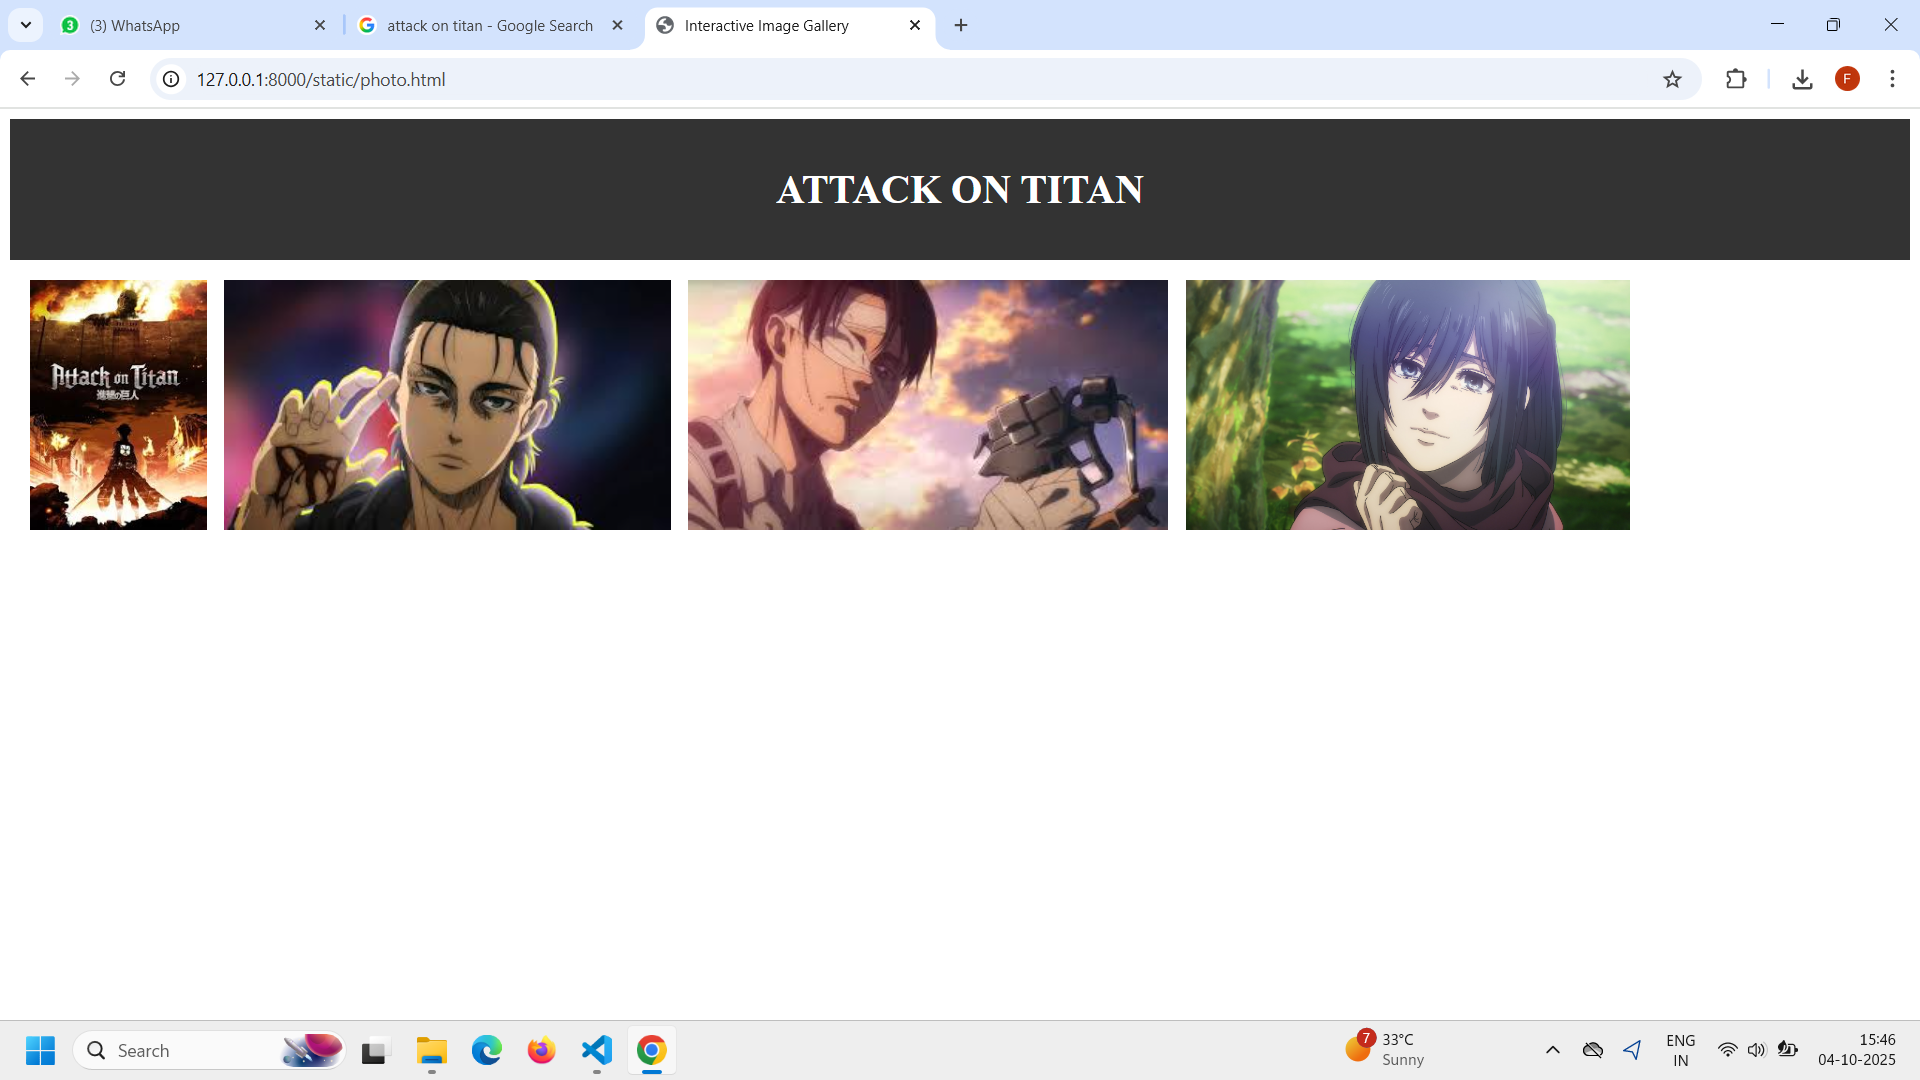 3 (3) WhatsApp
attack on titan - Google Search
Interactive Image Gallery
127.0.0.1:8000/static/photo.html
F
ATTACK ON TITAN
Attack on Titan
進撃の巨人
Search
7
33°C
Sunny
ENG
IN
15:46
04-10-2025